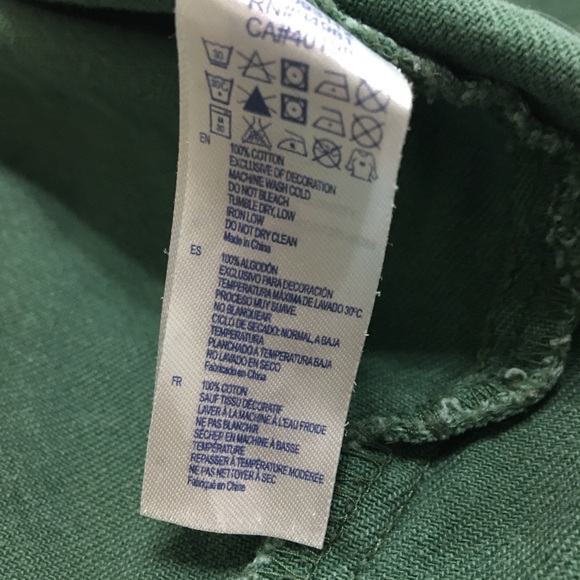 CA#401
30
EN
100% COTTON
EXCLUSIVE OF DECORATION
MACHINE WASH COLD
DO NOT BLEACH
TUMBLE DRY, LOW
IRON LOW
DO NOT DRY CLEAN
Made in China
ES
100% ALGODÓN
EXCLUSIVO PARA DECORACIÓN
TEMPERATURA MÁXIMA DE LAVADO 30ºC
PROCESO MUY SUAVE.
NO BLANQUEAR
CICLO DE SECADO: NORMAL, A BAJA
TEMPERATURA
PLANCHADO A TEMPERATURA BAJA
NO LAVADO EN SECO
Fabricado en China
FR
100% COTON
SAUF TISSU DÉCORATIF
LAVER À LA MACHINE À L'EAU FROIDE
NE PAS BLANCHIR
SÉCHER EN MACHINE À BASSE
TEMPÉRATURE
REPASSER À TEMPÉRATURE MODÉRÉE
NE PAS NETTOYER À SEC
Fabriqué en Chine